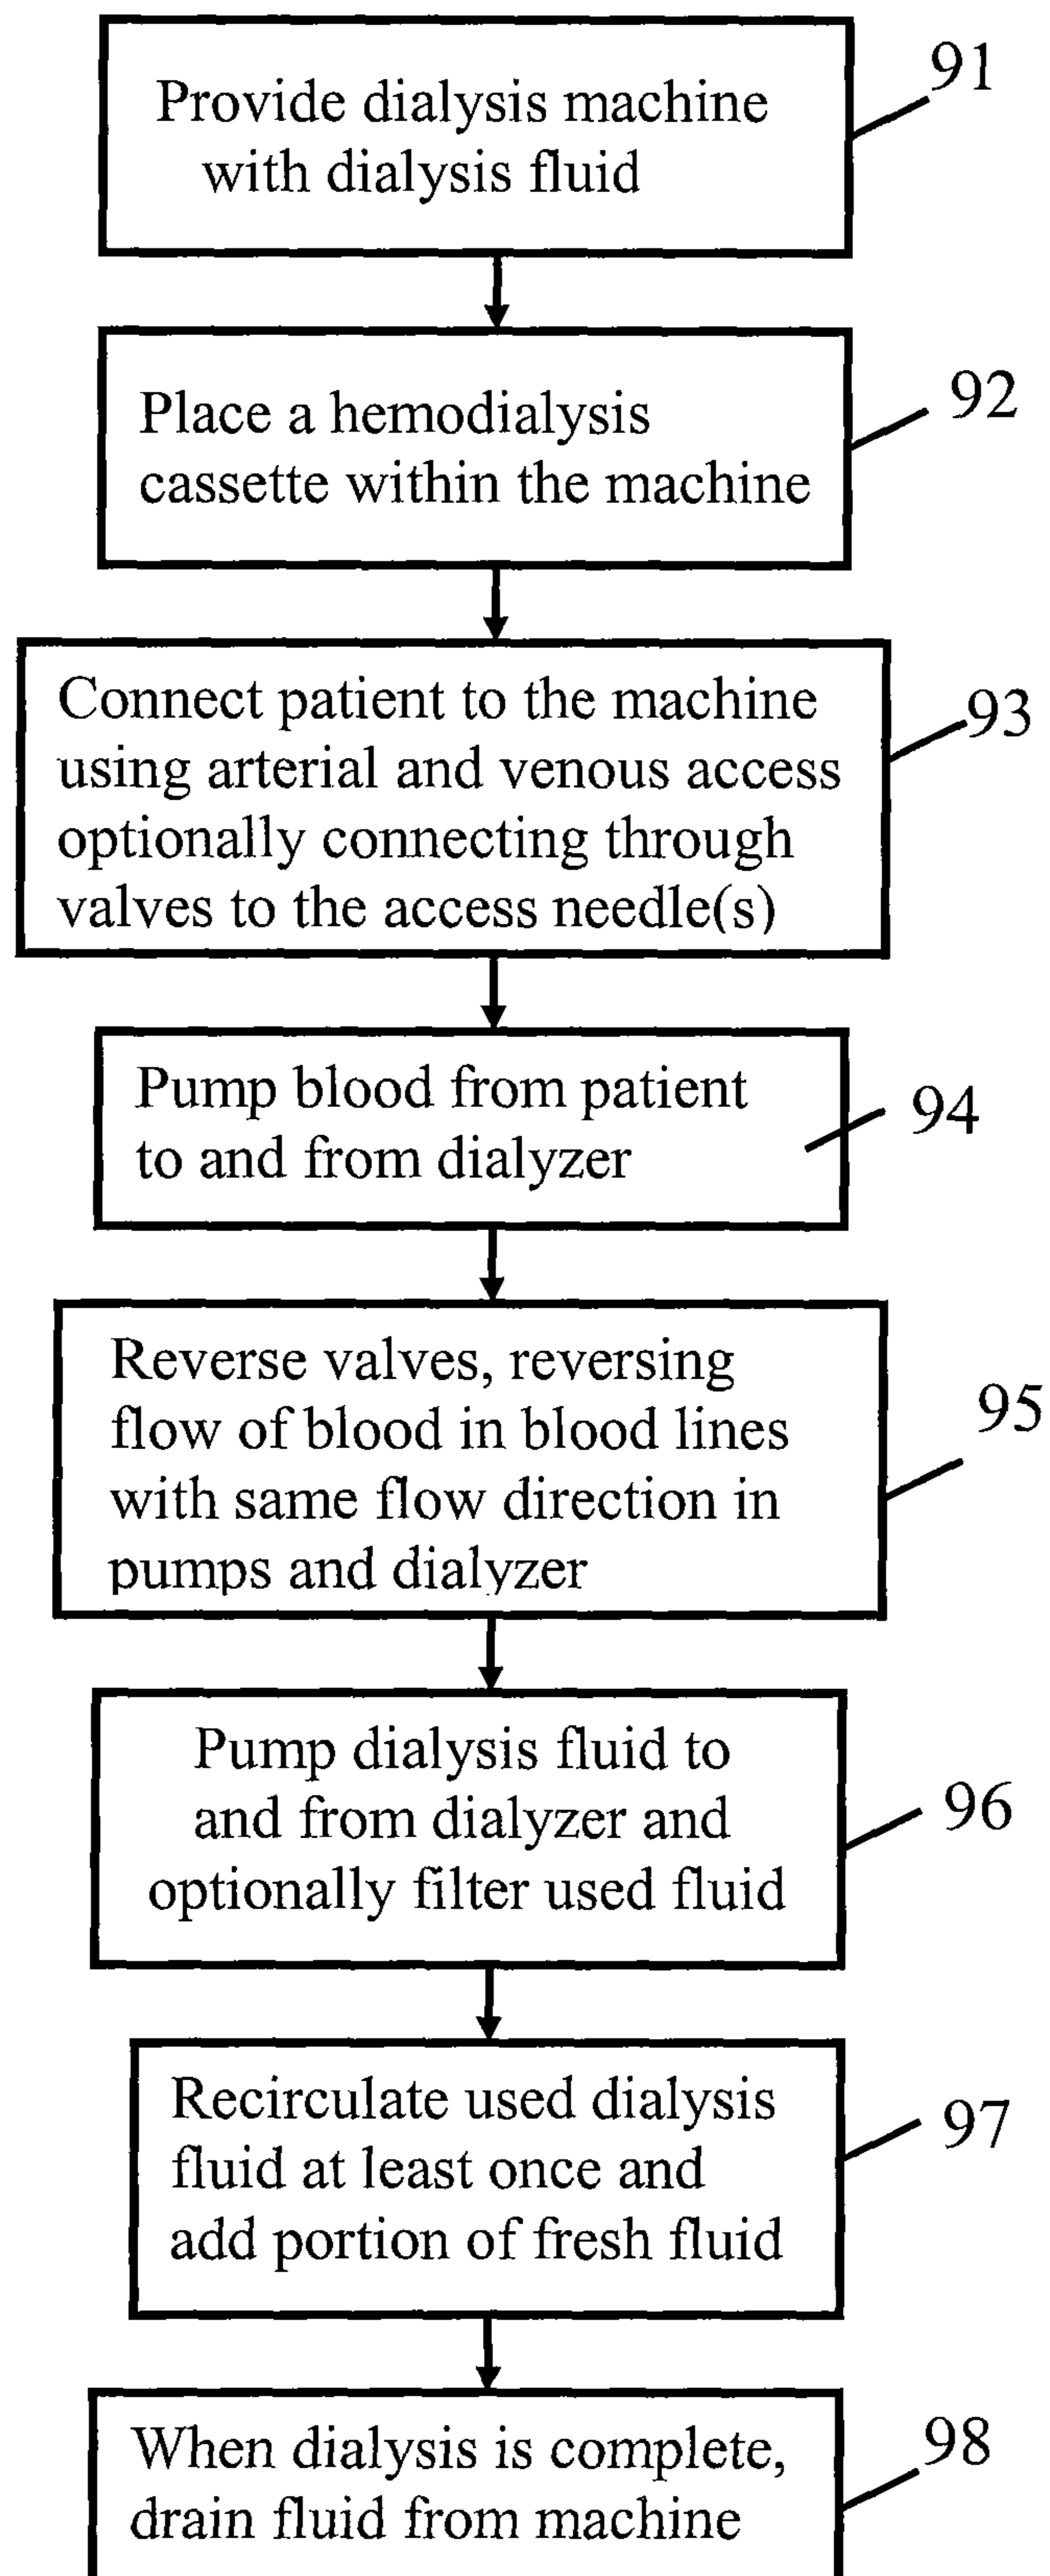 Provide dialysis machine
with dialysis fluid
91
Place a hemodialysis
cassette within the machine
92
Connect patient to the machine
using arterial and venous access
optionally connecting through
valves to the access needle(s)
93
Pump blood from patient
to and from dialyzer
94
Reverse valves, reversing
flow of blood in blood lines
with same flow direction in
pumps and dialyzer
95
Pump dialysis fluid to
and from dialyzer and
optionally filter used fluid
96
Recirculate used dialysis
fluid at least once and
add portion of fresh fluid
97
When dialysis is complete,
drain fluid from machine
98